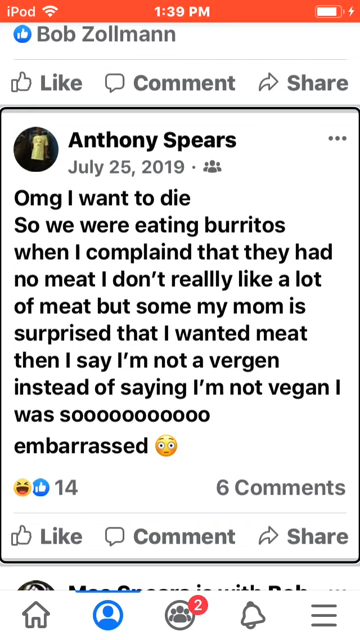 iPod 1:39 PM
Bob Zollmann
Like Comment Share
Anthony Spears
July 25, 2019 ·
Omg I want to die
So we were eating burritos
when I complaind that they had
no meat I don't reallly like a lot
of meat but some my mom is
surprised that I wanted meat
then I say I'm not a vergen
instead of saying I'm not vegan I
was sooooooooooo
embarrassed 😳
14 6 Comments
Like Comment Share
2